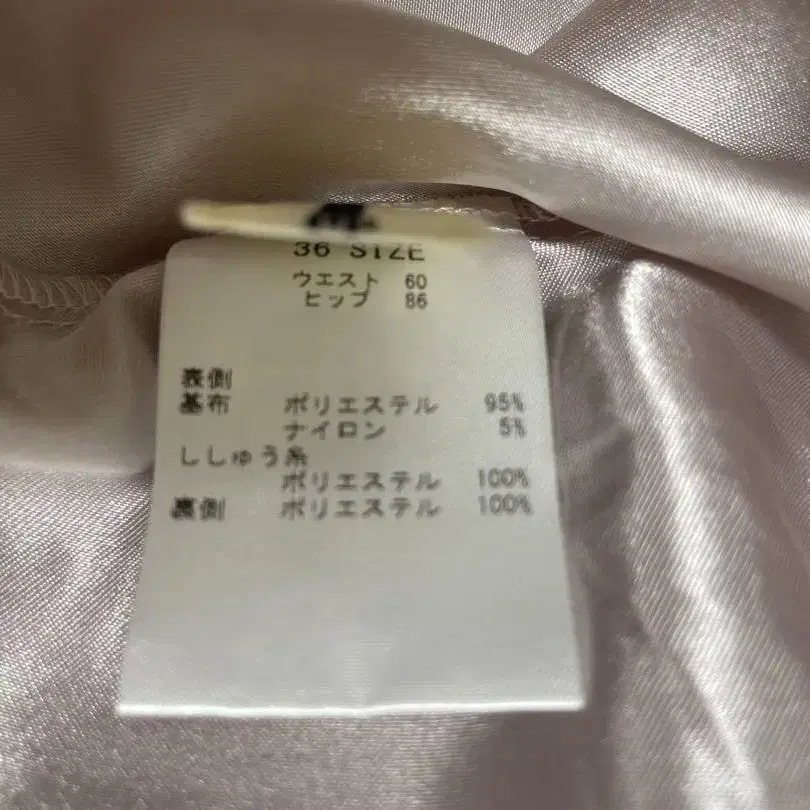 36 SIZE
ウエスト 60
ヒップ 86
表側
基布 ポリエステル 95%
ナイロン 5%
ししゅう糸
ポリエステル 100%
裏側 ポリエステル 100%